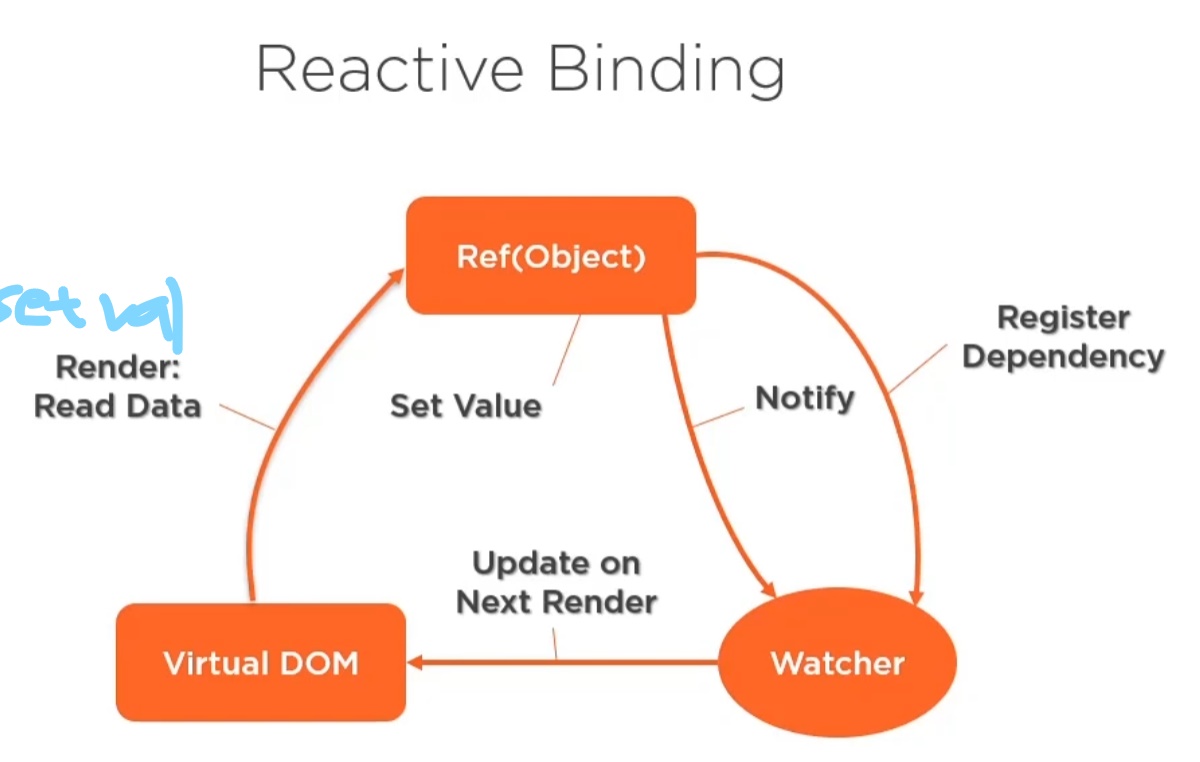 Reactive Binding
Ref(Object)
set val
Render:
Read Data
Set Value
Notify
Register
Dependency
Update on
Next Render
Virtual DOM
Watcher